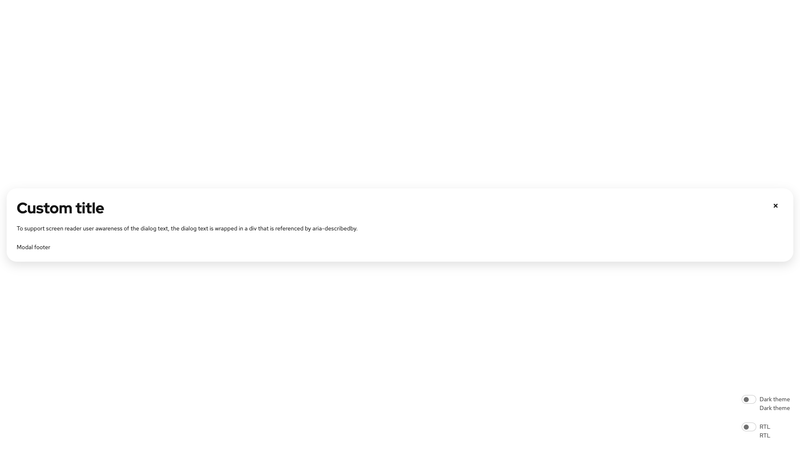 Custom title
To support screen reader user awareness of the dialog text, the dialog text is wrapped in a div that is referenced by aria-describedby.
Modal footer
Dark theme
Dark theme
RTL
RTL